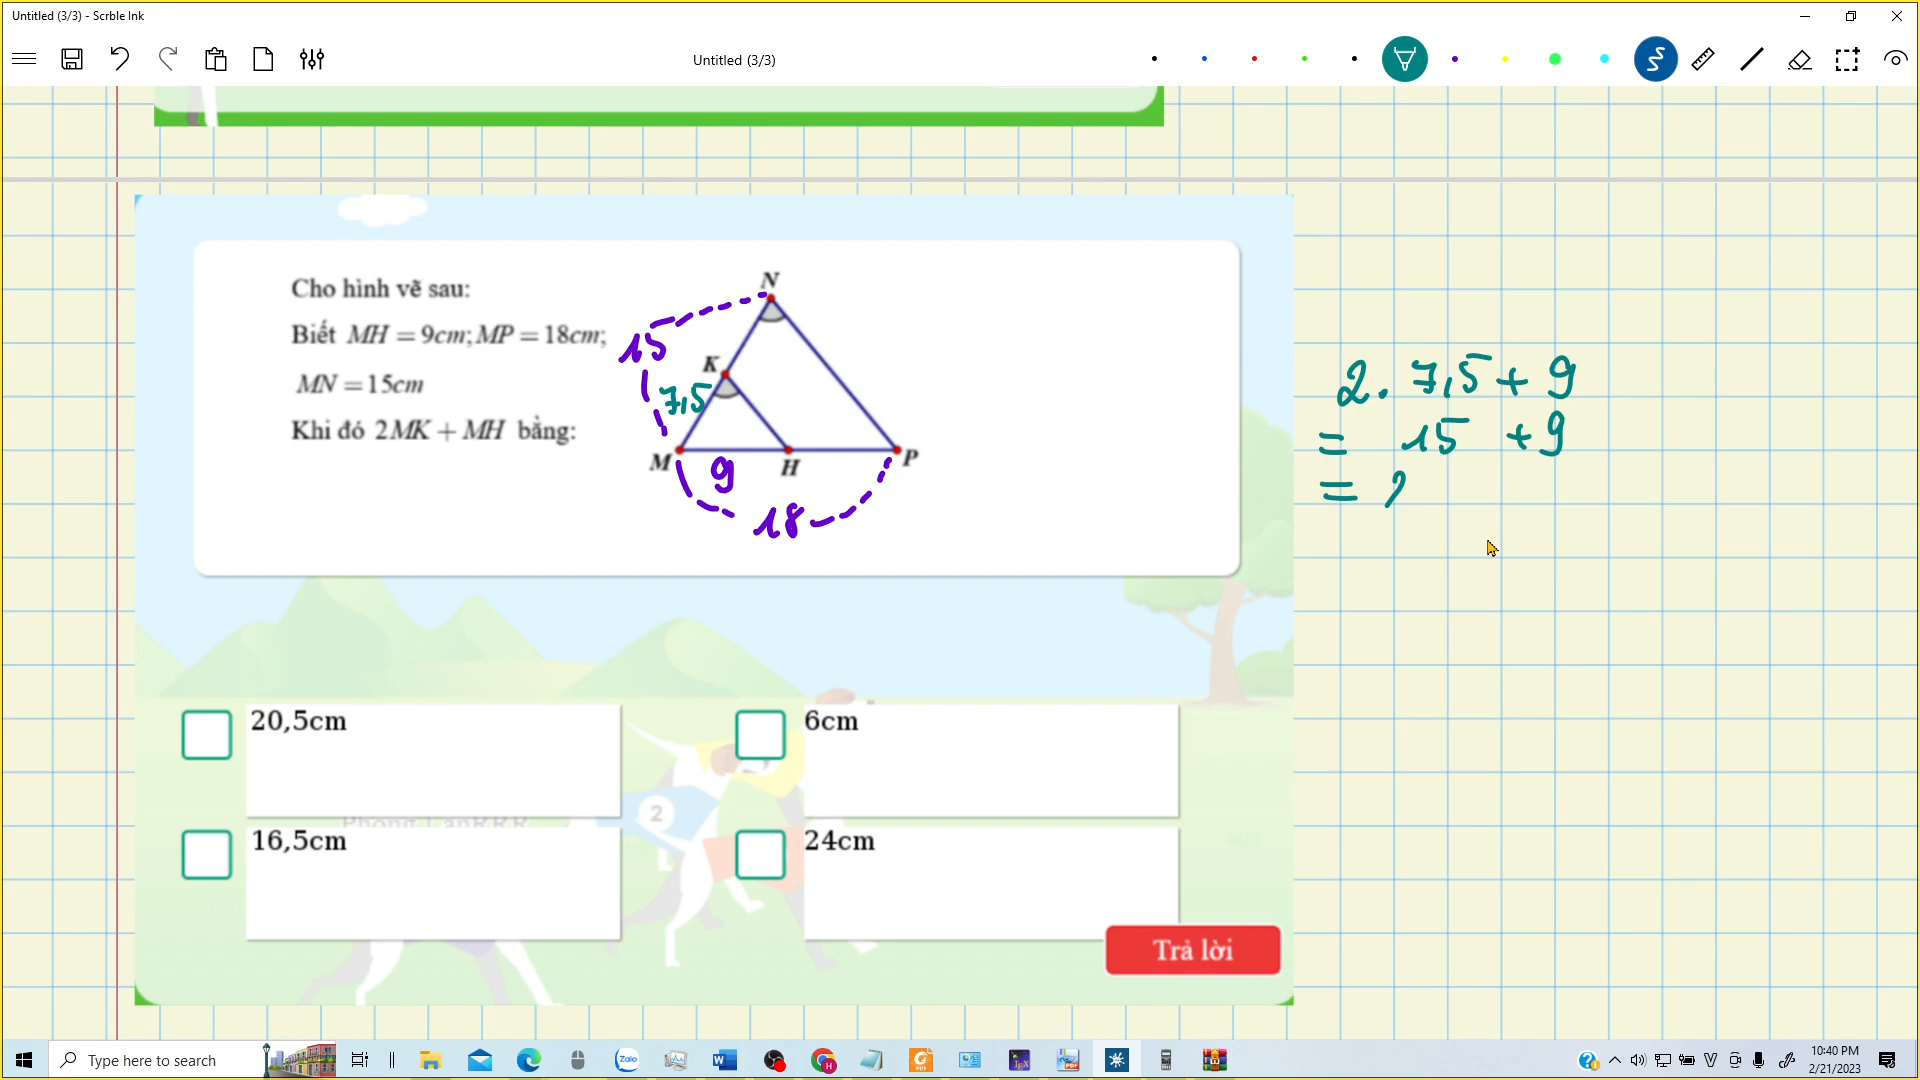 Untitled (3/3) - Scrble Ink
Untitled (3/3)
Cho hình vẽ sau:
Biết MH = 9cm; MP = 18cm;
MN = 15cm
Khi đó 2MK + MH bằng:
N
K
M
H
P
15
7,5
9
18
2. 7,5 + 9
= 15 + 9
=
20,5cm
6cm
16,5cm
24cm
2
Trả lời
Type here to search
Zalo
10:40 PM
2/21/2023